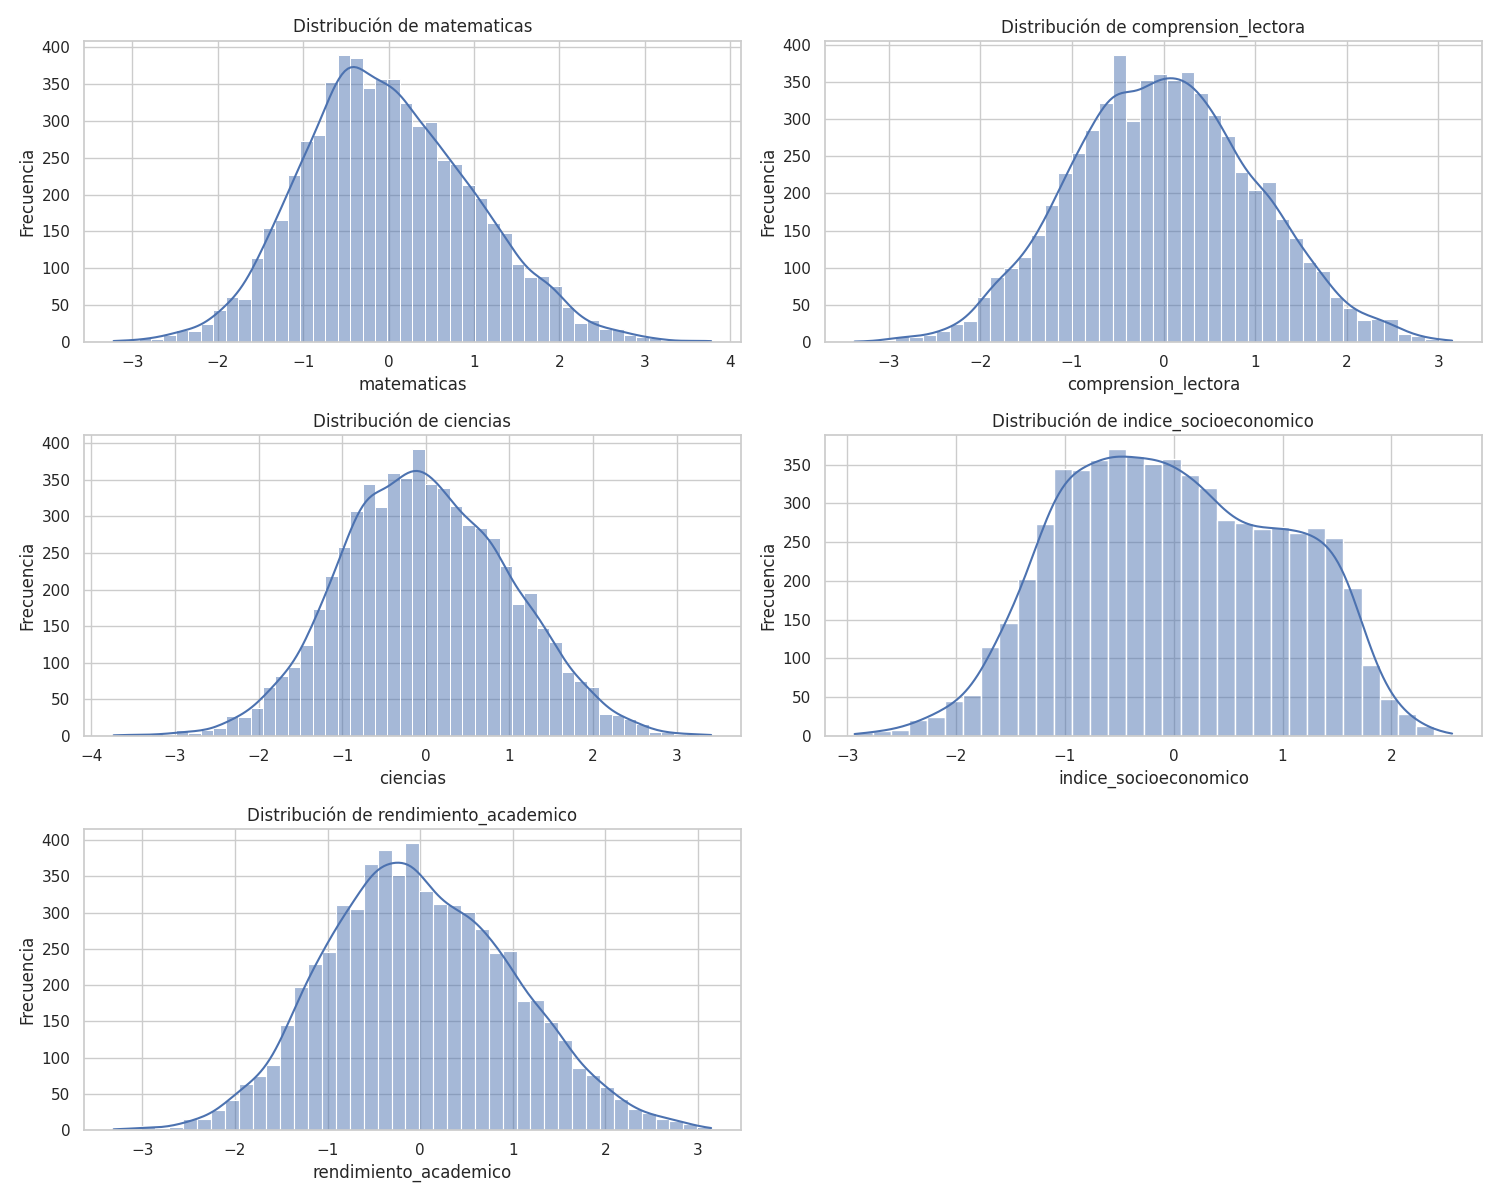 Distribución de matematicas
Frecuencia
400
350
300
250
200
150
100
50
0
−3 −2 −1 0 1 2 3 4
matematicas
Distribución de comprension_lectora
Frecuencia
400
350
300
250
200
150
100
50
0
−3 −2 −1 0 1 2 3
comprension_lectora
Distribución de ciencias
Frecuencia
400
350
300
250
200
150
100
50
0
−4 −3 −2 −1 0 1 2 3
ciencias
Distribución de indice_socioeconomico
Frecuencia
350
300
250
200
150
100
50
0
−3 −2 −1 0 1 2
indice_socioeconomico
Distribución de rendimiento_academico
Frecuencia
400
350
300
250
200
150
100
50
0
−3 −2 −1 0 1 2 3
rendimiento_academico